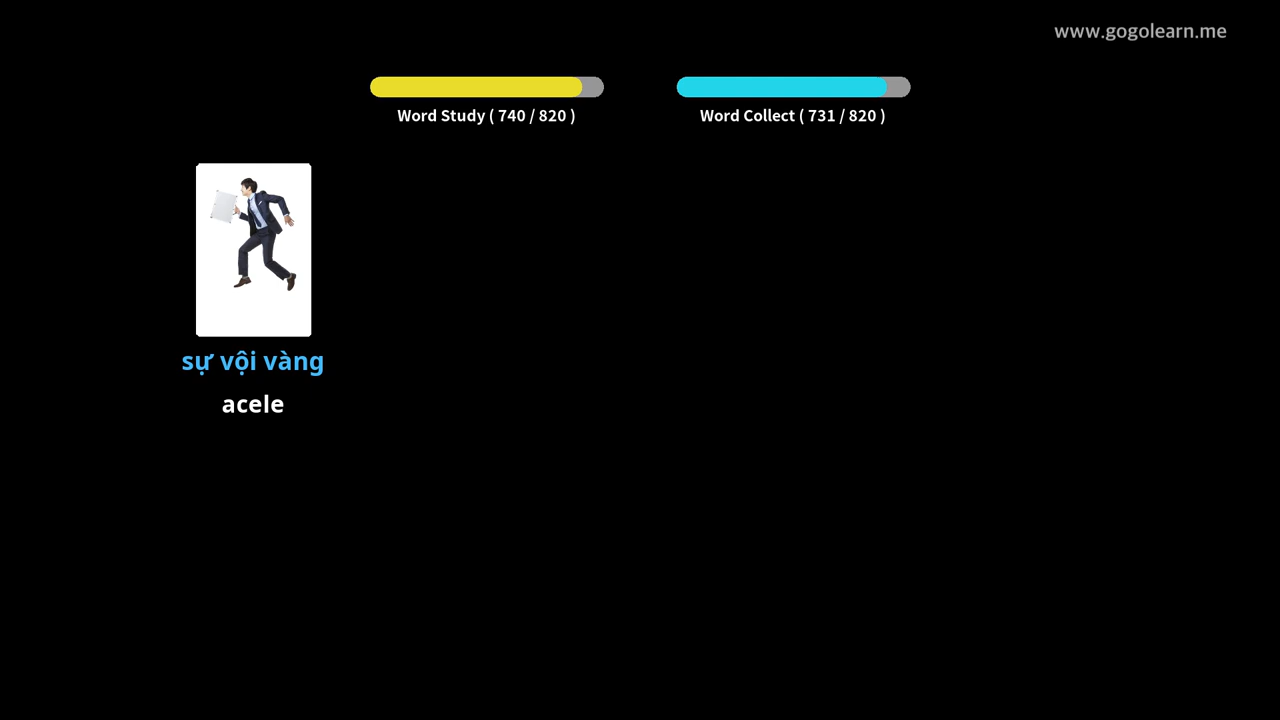 www.gogolearn.me
Word Study ( 740 / 820 )
Word Collect ( 731 / 820 )
sự vội vàng
acele